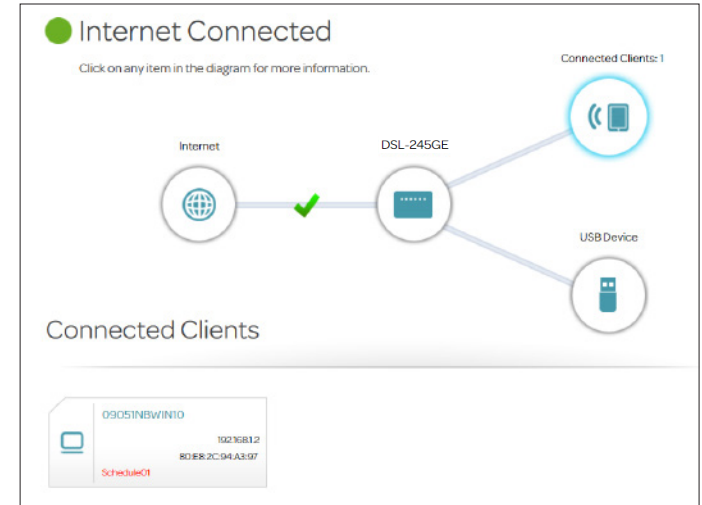 Internet Connected
Click on any item in the diagram for more information.
Connected Clients: 1
Internet
DSL-245GE
USB Device
Connected Clients
09051NBWIN10
192.168.1.2
80:E8:2C:94:A3:97
Schedule01